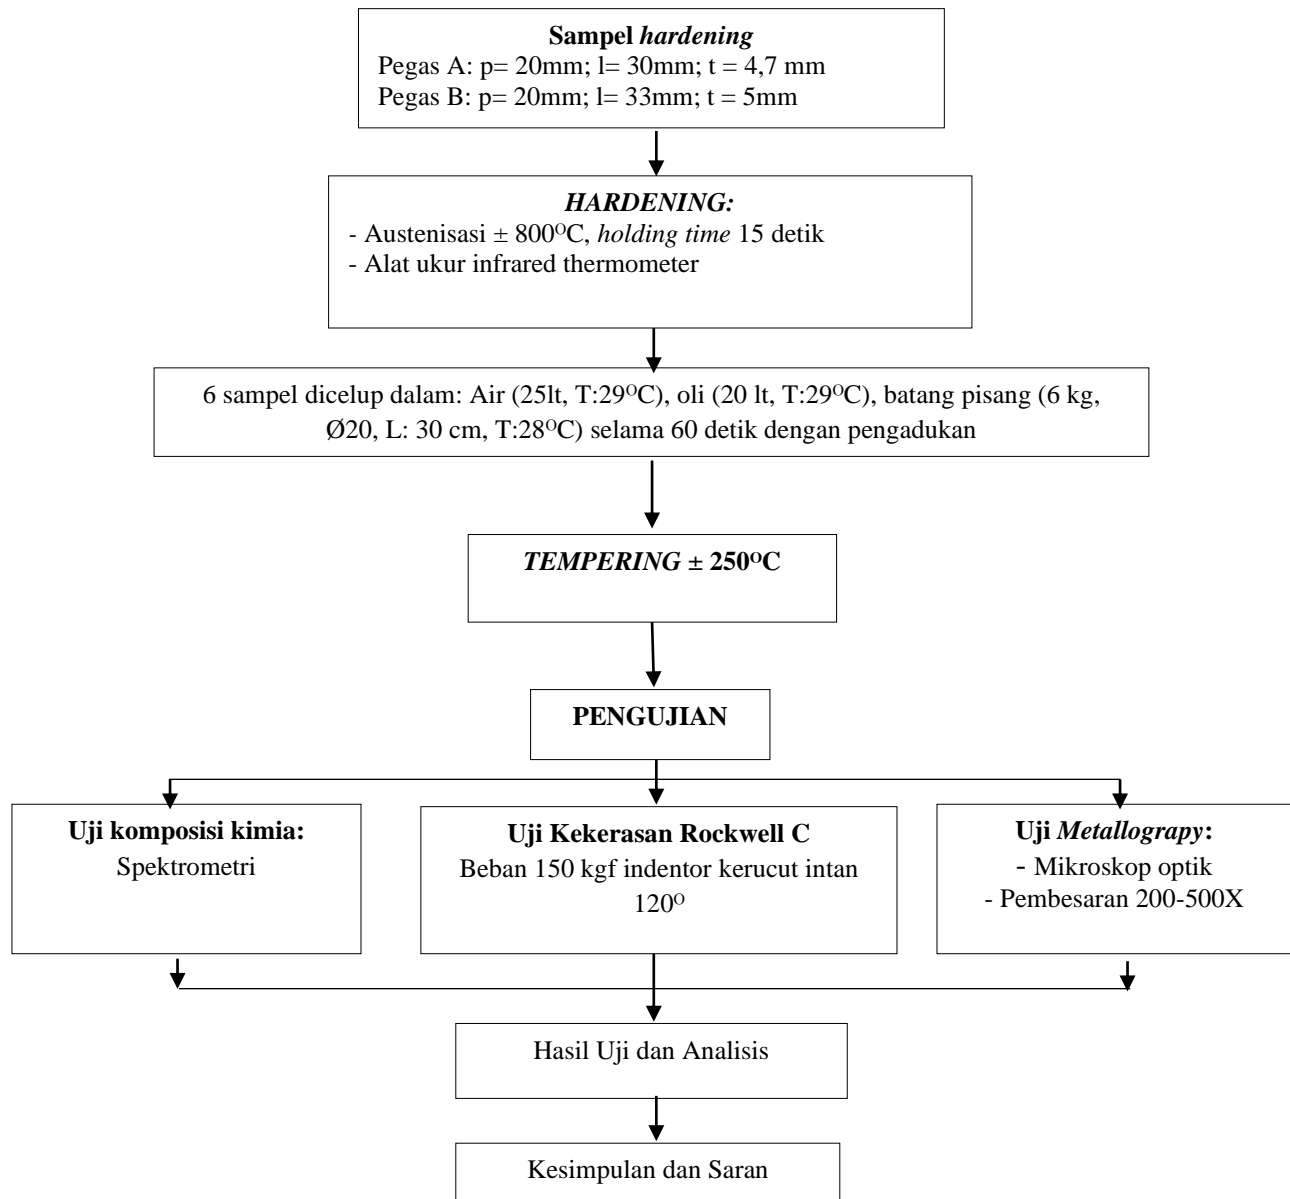 Sampel hardening
Pegas A: p= 20mm; l= 30mm; t = 4,7 mm
Pegas B: p= 20mm; l= 33mm; t = 5mm
HARDENING:
- Austenisasi ± 800ᴼC, holding time 15 detik
- Alat ukur infrared thermometer
6 sampel dicelup dalam: Air (25lt, T:29ᴼC), oli (20 lt, T:29ᴼC), batang pisang (6 kg,
Ø20, L: 30 cm, T:28ᴼC) selama 60 detik dengan pengadukan
TEMPERING ± 250ᴼC
PENGUJIAN
Uji komposisi kimia:
Spektrometri
Uji Kekerasan Rockwell C
Beban 150 kgf indentor kerucut intan
120ᴼ
Uji Metallograpy:
- Mikroskop optik
- Pembesaran 200-500X
Hasil Uji dan Analisis
Kesimpulan dan Saran